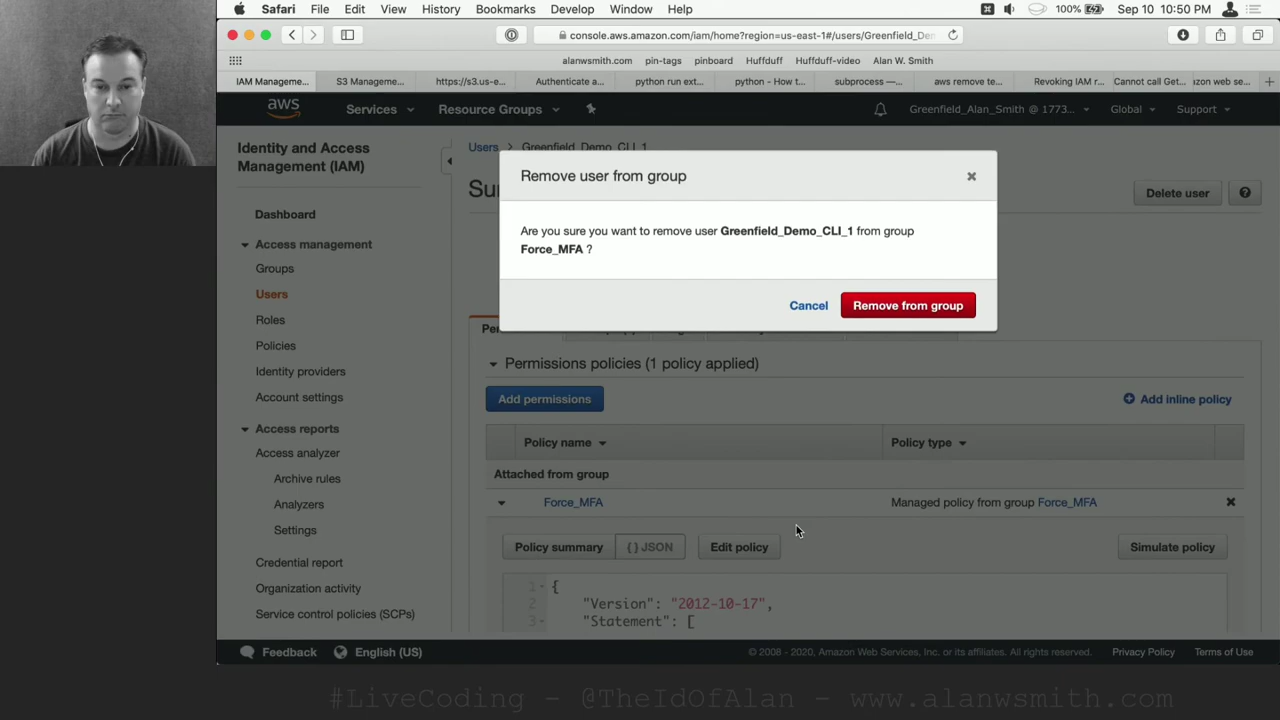 Safari File Edit View History Bookmarks Develop Window Help 100% Sep 10 10:50 PM
console.aws.amazon.com/iam/home?region=us-east-1#/users/Greenfield_De
alanwsmith.com pin-tags pinboard Huffduff Huffduff-video Alan W. Smith
IAM Manageme... S3 Manageme... https://s3.us-e... Authenticate a... python run ext... python - How t... subprocess —... aws remove te... Revoking IAM r... Cannot call Get... azon web se...
aws Services Resource Groups Greenfield_Alan_Smith @ 1773... Global Support
Identity and Access
Management (IAM)
Dashboard
Access management
Groups
Users
Roles
Policies
Identity providers
Account settings
Access reports
Access analyzer
Archive rules
Analyzers
Settings
Credential report
Organization activity
Service control policies (SCPs)
Users > Greenfield_Demo_CLI_1
Su
Delete user
Remove user from group
Are you sure you want to remove user Greenfield_Demo_CLI_1 from group
Force_MFA ?
Cancel Remove from group
Per
Permissions policies (1 policy applied)
Add permissions Add inline policy
Policy name Policy type
Attached from group
Force_MFA Managed policy from group Force_MFA
Policy summary { } JSON Edit policy Simulate policy
1 {
2 "Version": "2012-10-17",
3 "Statement": [
Feedback English (US) © 2008 - 2020, Amazon Web Services, Inc. or its affiliates. All rights reserved. Privacy Policy Terms of Use
#LiveCoding - @TheIdOfAlan - www.alanwsmith.com